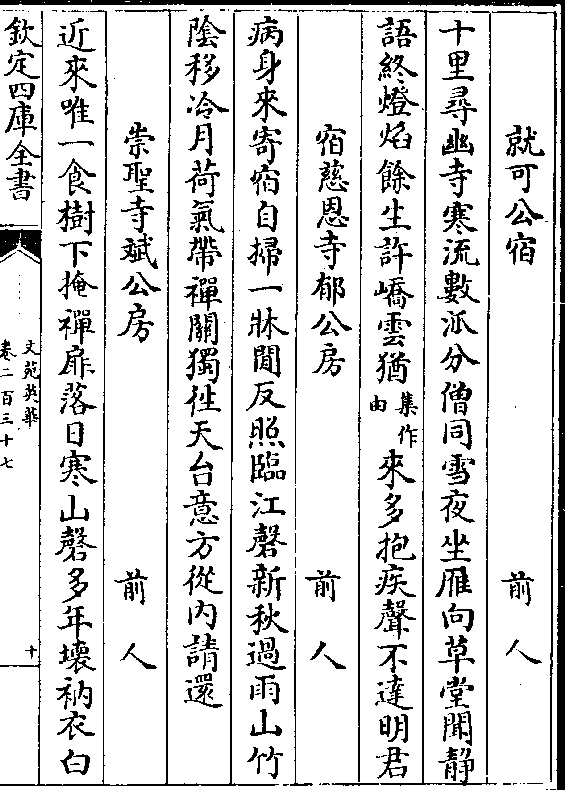 就可公宿　前人
十里尋幽寺寒流數派分僧同雪夜坐雁向草堂聞静
語終燈焰餘生許嶠雲猶集作由來多抱疾聲不達明君
宿慈恩寺郁公房　前人
病身來寄宿自掃一牀閒反照臨江磬新秋過雨山竹
陰移冷月荷氣帶禪關獨徃天台意方從内請還
崇聖寺斌公房　前人
近來唯一食樹下掩禪扉落日寒山磬多年壊衲衣白
欽定四庫全書
文苑英華
卷二百三十七
十